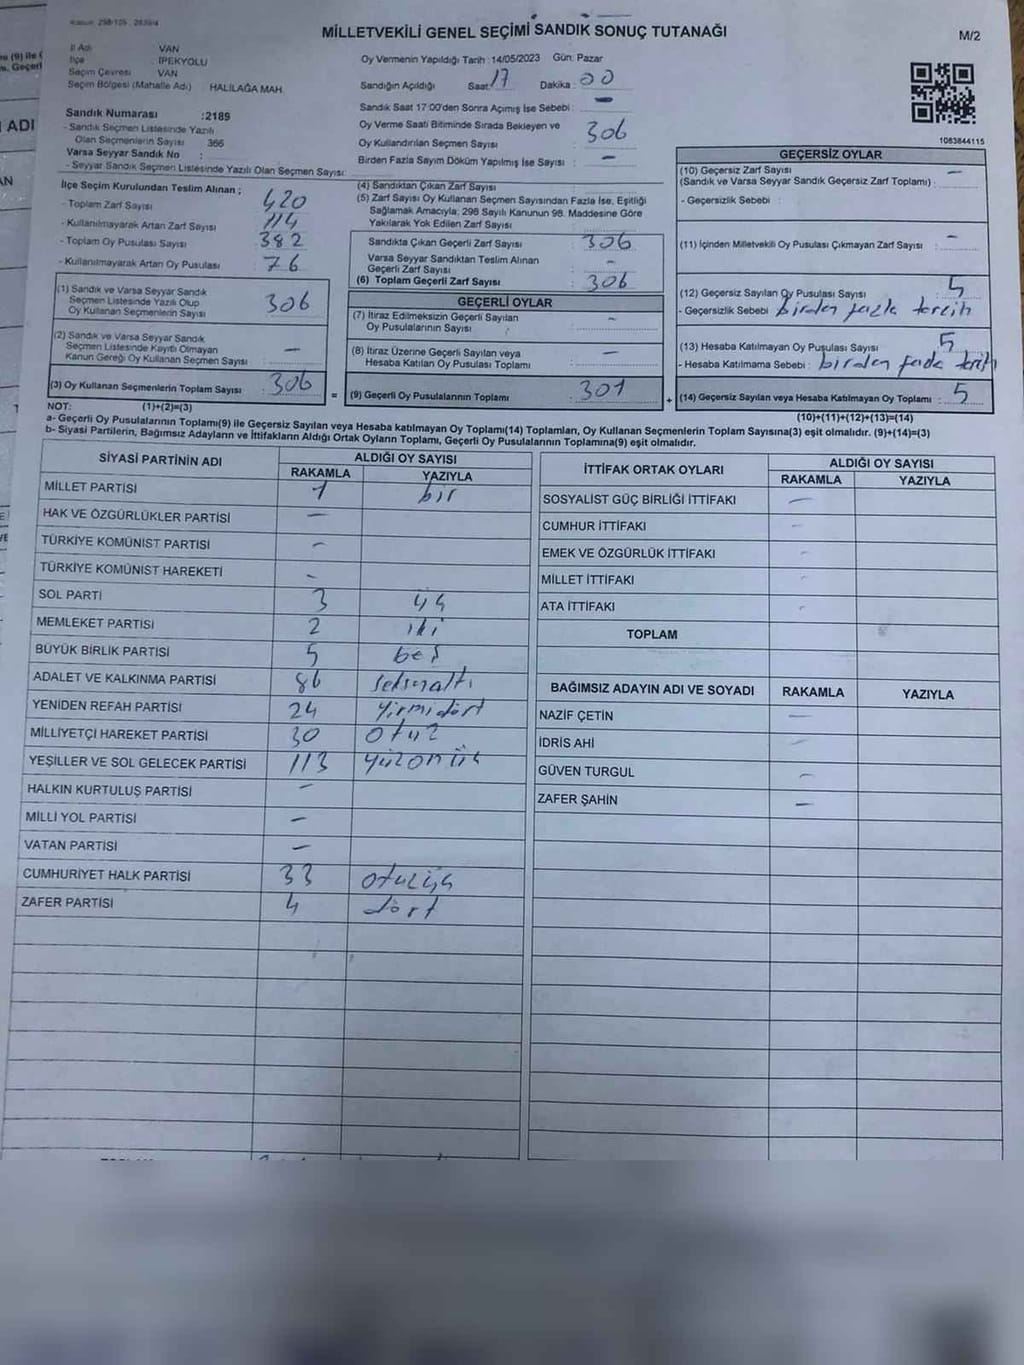 MİLLETVEKİLİ GENEL SEÇİMİ SANDIK SONUÇ TUTANAĞI
M/2
İl Adı VAN
İlçe İPEKYOLU
Seçim Çevresi VAN
Seçim Bölgesi (Mahalle Adı) HALİLAĞA MAH.
Oy Vermenin Yapıldığı Tarih : 14/05/2023 Gün: Pazar
Sandığın Açıldığı Saat: 17 Dakika: 00
Sandık Saat 17:00'den Sonra Açımış İse Sebebi : -
Oy Verme Saati Bitiminde Sırada Bekleyen ve
Oy Kullandırılan Seçmen Sayısı : 306
Birden Fazla Sayım Döküm Yapılmış İse Sayısı : -
1083844115
Sandık Numarası :2189
- Sandık Seçmen Listesinde Yazılı
Olan Seçmenlerin Sayısı : 366
Varsa Seyyar Sandık No :
- Seyyar Sandık Seçmen Listesinde Yazılı Olan Seçmen Sayısı:
İlçe Seçim Kurulundan Teslim Alınan ;
- Toplam Zarf Sayısı : 420
- Kullanılmayarak Artan Zarf Sayısı : 114
- Toplam Oy Pusulası Sayısı : 382
- Kullanılmayarak Artan Oy Pusulası : 76
(1) Sandık ve Varsa Seyyar Sandık
Seçmen Listesinde Yazılı Olup
Oy Kullanan Seçmenlerin Sayısı : 306
(2) Sandık ve Varsa Seyyar Sandık
Seçmen Listesinde Kayıtlı Olmayan
Kanun Gereği Oy Kullanan Seçmen Sayısı : -
(3) Oy Kullanan Seçmenlerin Toplam Sayısı : 306
(4) Sandıktan Çıkan Zarf Sayısı :
(5) Zarf Sayısı Oy Kullanan Seçmen Sayısından Fazla İse, Eşitliği
Sağlamak Amacıyla; 298 Sayılı Kanunun 98. Maddesine Göre
Yakılarak Yok Edilen Zarf Sayısı :
Sandıkta Çıkan Geçerli Zarf Sayısı : 306
Varsa Seyyar Sandıktan Teslim Alınan
Geçerli Zarf Sayısı : -
(6) Toplam Geçerli Zarf Sayısı : 306
GEÇERLİ OYLAR
(7) İtiraz Edilmeksizin Geçerli Sayılan
Oy Pusulalarının Sayısı : -
(8) İtiraz Üzerine Geçerli Sayılan veya
Hesaba Katılan Oy Pusulası Toplamı : -
= (9) Geçerli Oy Pusulalarının Toplamı : 301
GEÇERSİZ OYLAR
(10) Geçersiz Zarf Sayısı
(Sandık ve Varsa Seyyar Sandık Geçersiz Zarf Toplamı) : -
- Geçersizlik Sebebi :
(11) İçinden Milletvekili Oy Pusulası Çıkmayan Zarf Sayısı : -
(12) Geçersiz Sayılan Oy Pusulası Sayısı : 5
- Geçersizlik Sebebi : birden fazla tercih
(13) Hesaba Katılmayan Oy Pusulası Sayısı : 5
- Hesaba Katılmama Sebebi : birden fazla tercih
+ (14) Geçersiz Sayılan veya Hesaba Katılmayan Oy Toplamı : 5
NOT: (1)+(2)=(3)
(10)+(11)+(12)+(13)=(14)
a- Geçerli Oy Pusulalarının Toplamı(9) ile Geçersiz Sayılan veya Hesaba katılmayan Oy Toplamı(14) Toplamları, Oy Kullanan Seçmenlerin Toplam Sayısına(3) eşit olmalıdır. (9)+(14)=(3)
b- Siyasi Partilerin, Bağımsız Adayların ve İttifakların Aldığı Ortak Oyların Toplamı, Geçerli Oy Pusulalarının Toplamına(9) eşit olmalıdır.
SİYASİ PARTİNİN ADI ALDIĞI OY SAYISI
RAKAMLA YAZIYLA
MİLLET PARTİSİ 1 bir
HAK VE ÖZGÜRLÜKLER PARTİSİ -
TÜRKİYE KOMÜNİST PARTİSİ -
TÜRKİYE KOMÜNİST HAREKETİ -
SOL PARTİ 3 üç
MEMLEKET PARTİSİ 2 iki
BÜYÜK BİRLİK PARTİSİ 5 beş
ADALET VE KALKINMA PARTİSİ 86 seksenaltı
YENİDEN REFAH PARTİSİ 24 yirmidört
MİLLİYETÇİ HAREKET PARTİSİ 30 otuz
YEŞİLLER VE SOL GELECEK PARTİSİ 113 yüzonüç
HALKIN KURTULUŞ PARTİSİ -
MİLLİ YOL PARTİSİ -
VATAN PARTİSİ -
CUMHURİYET HALK PARTİSİ 33 otuzüç
ZAFER PARTİSİ 4 dört
İTTİFAK ORTAK OYLARI ALDIĞI OY SAYISI
RAKAMLA YAZIYLA
SOSYALİST GÜÇ BİRLİĞİ İTTİFAKI -
CUMHUR İTTİFAKI -
EMEK VE ÖZGÜRLÜK İTTİFAKI -
MİLLET İTTİFAKI -
ATA İTTİFAKI -
TOPLAM
BAĞIMSIZ ADAYIN ADI VE SOYADI RAKAMLA YAZIYLA
NAZİF ÇETİN -
İDRİS AHİ -
GÜVEN TURGUL -
ZAFER ŞAHİN -